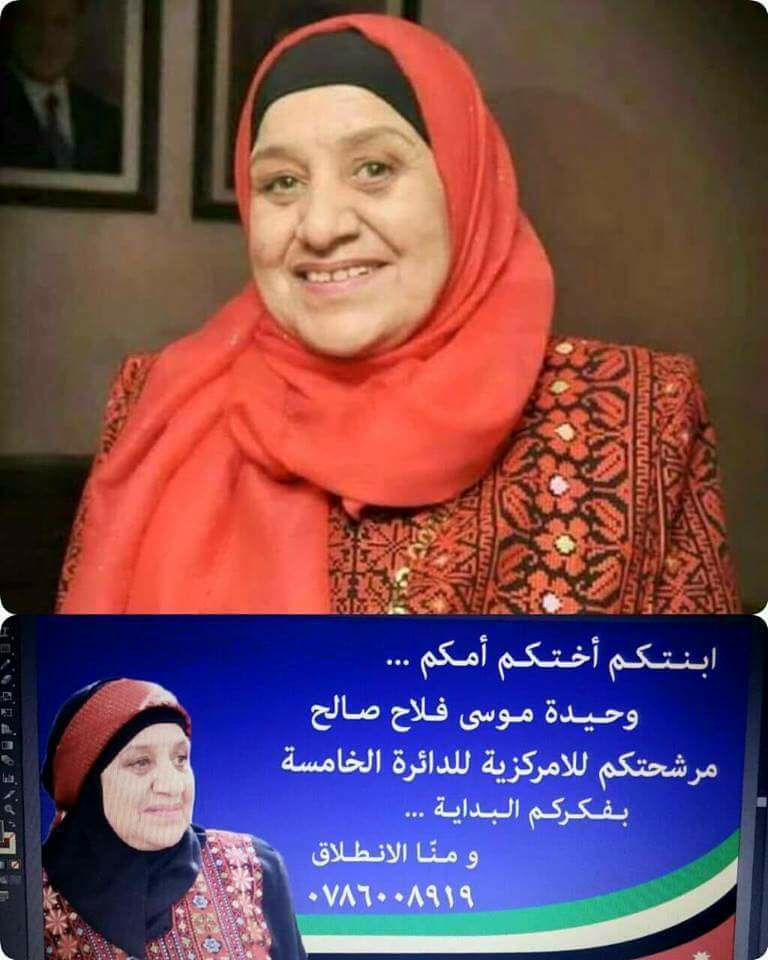 ابنتكم أختكم أمكم ...
وحيدة موسى فلاح صالح
مرشحتكم للامركزية للدائرة الخامسة
بفكركم البداية ...
و منّا الانطلاق
٠٧٨٦٠٠٨٩١٩